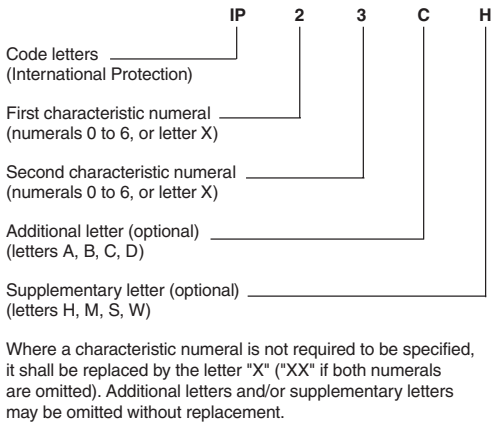 IP 2 3 C H
Code letters
(International Protection)
First characteristic numeral
(numerals 0 to 6, or letter X)
Second characteristic numeral
(numerals 0 to 6, or letter X)
Additional letter (optional)
(letters A, B, C, D)
Supplementary letter (optional)
(letters H, M, S, W)
Where a characteristic numeral is not required to be specified,
it shall be replaced by the letter "X" ("XX" if both numerals
are omitted). Additional letters and/or supplementary letters
may be omitted without replacement.